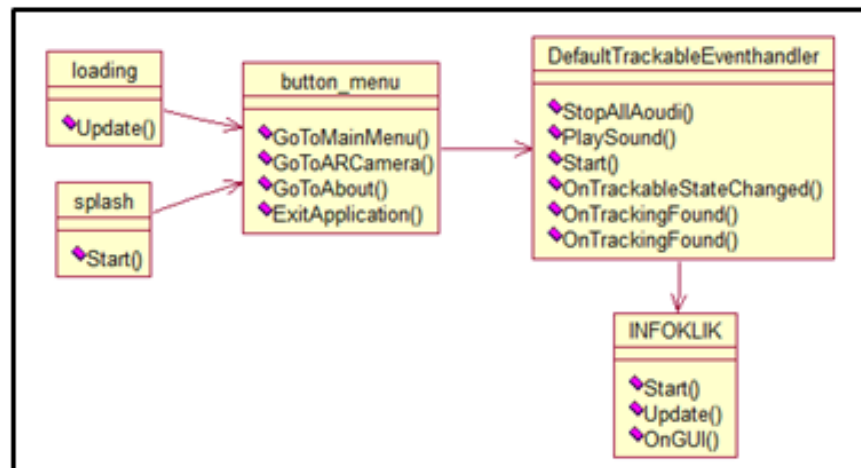 loading
Update()
splash
Start()
button_menu
GoToMainMenu()
GoToARCamera()
GoToAbout()
ExitApplication()
DefaultTrackableEventhandler
StopAllAoudi()
PlaySound()
Start()
OnTrackableStateChanged()
OnTrackingFound()
OnTrackingFound()
INFOKLIK
Start()
Update()
OnGUI()